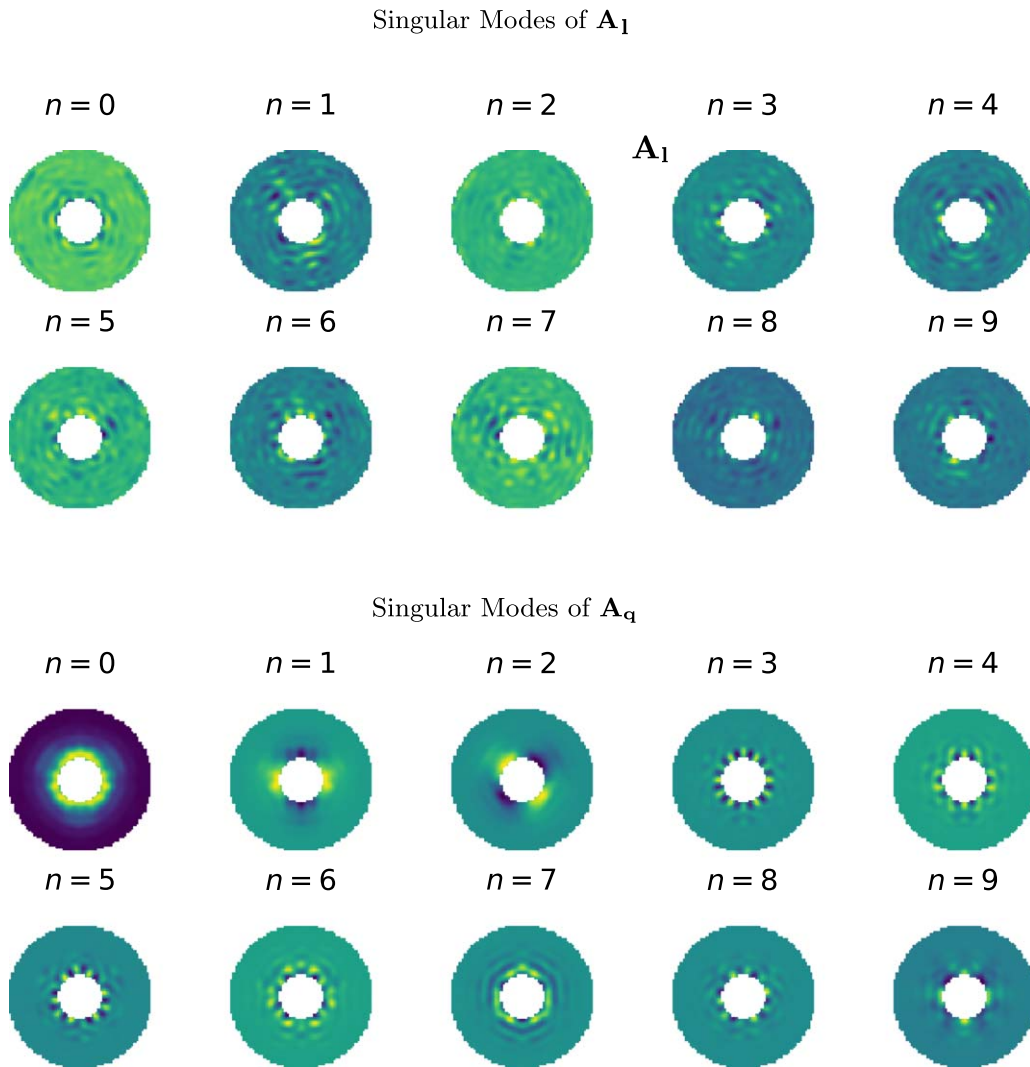 Singular Modes of A_l
n = 0 n = 1 n = 2 n = 3 n = 4
A_l
n = 5 n = 6 n = 7 n = 8 n = 9
Singular Modes of A_q
n = 0 n = 1 n = 2 n = 3 n = 4
n = 5 n = 6 n = 7 n = 8 n = 9